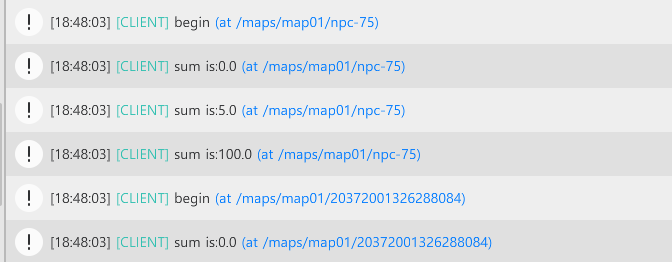 [18:48:03] [CLIENT] begin (at /maps/map01/npc-75)
[18:48:03] [CLIENT] sum is:0.0 (at /maps/map01/npc-75)
[18:48:03] [CLIENT] sum is:5.0 (at /maps/map01/npc-75)
[18:48:03] [CLIENT] sum is:100.0 (at /maps/map01/npc-75)
[18:48:03] [CLIENT] begin (at /maps/map01/20372001326288084)
[18:48:03] [CLIENT] sum is:0.0 (at /maps/map01/20372001326288084)